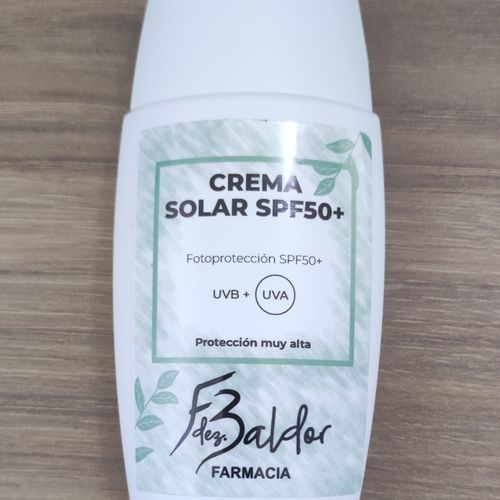 CREMA
SOLAR SPF50+
Fotoprotección SPF50+
UVB + UVA
Protección muy alta
Fdez. Baldor
FARMACIA